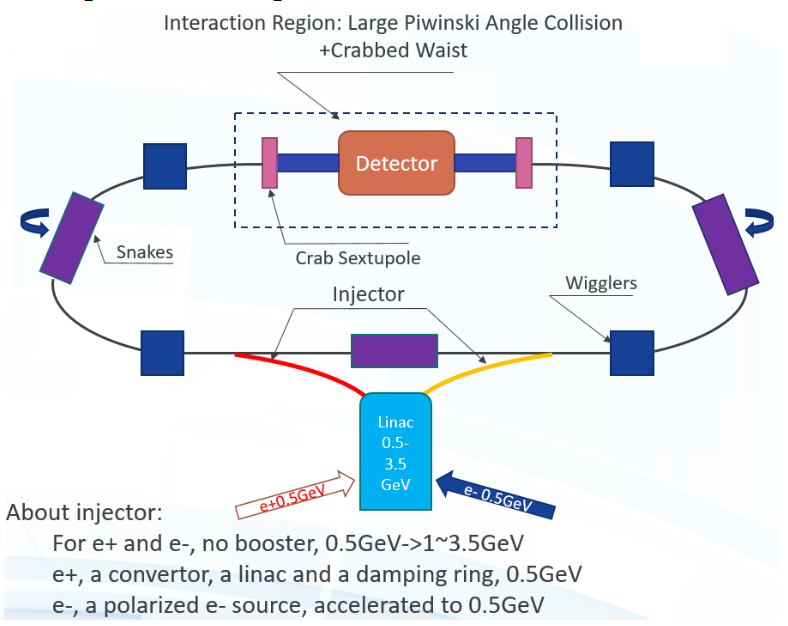 Interaction Region: Large Piwinski Angle Collision
+Crabbed Waist
Detector
Snakes
Crab Sextupole
Wigglers
Injector
Linac
0.5-
3.5
GeV
e+0.5GeV
e- 0.5GeV
About injector:
For e+ and e-, no booster, 0.5GeV->1~3.5GeV
e+, a convertor, a linac and a damping ring, 0.5GeV
e-, a polarized e- source, accelerated to 0.5GeV